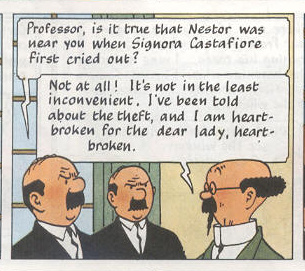 Professor, is it true that Nestor was
near you when Signora Castafiore
first cried out?
Not at all! It's not in the least
inconvenient. I've been told
about the theft, and I am heart-
broken for the dear lady, heart-
broken.